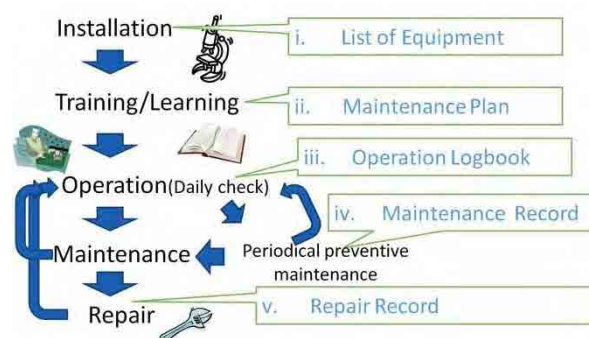 Installation
i. List of Equipment
Training/Learning
ii. Maintenance Plan
iii. Operation Logbook
Operation(Daily check)
iv. Maintenance Record
Maintenance
Periodical preventive
maintenance
Repair
v. Repair Record